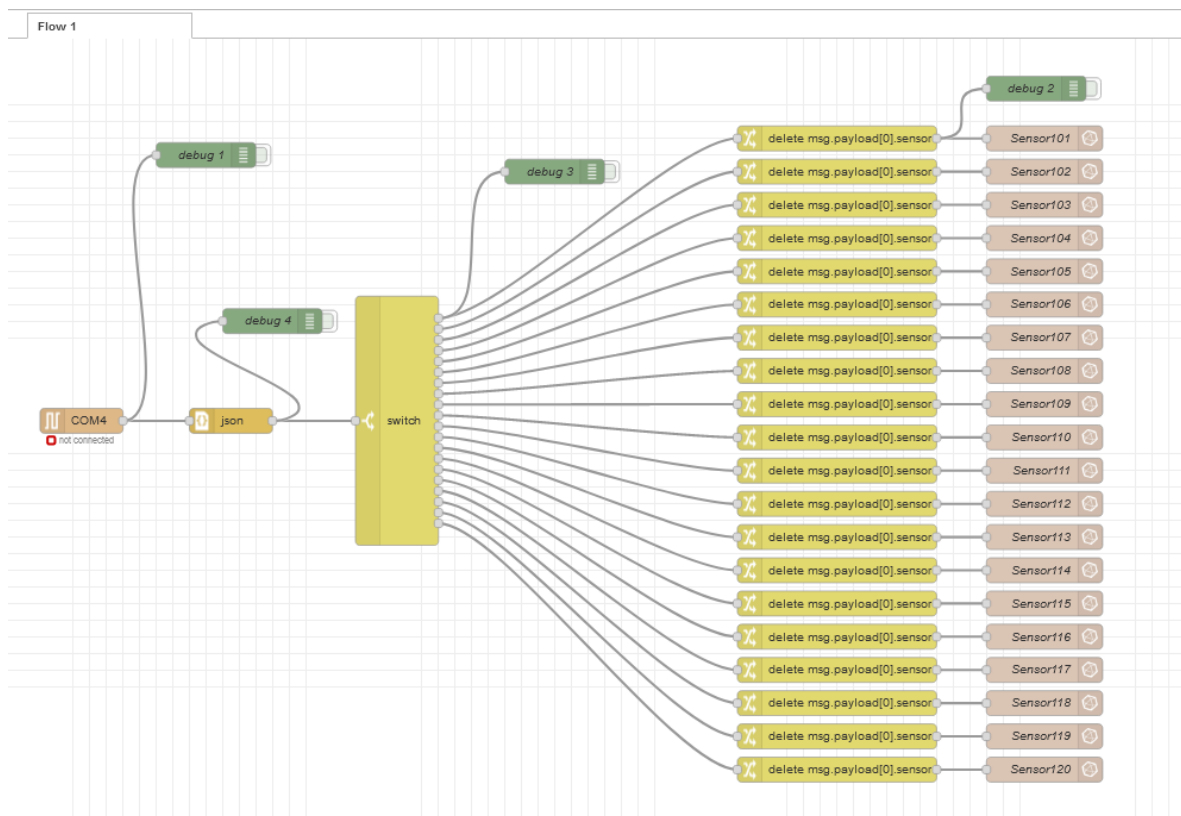 Flow 1
debug 2
delete msg.payload[0].sensor Sensor101
debug 1
debug 3
delete msg.payload[0].sensor Sensor102
delete msg.payload[0].sensor Sensor103
delete msg.payload[0].sensor Sensor104
delete msg.payload[0].sensor Sensor105
delete msg.payload[0].sensor Sensor106
debug 4
delete msg.payload[0].sensor Sensor107
delete msg.payload[0].sensor Sensor108
delete msg.payload[0].sensor Sensor109
COM4 json switch
not connected
delete msg.payload[0].sensor Sensor110
delete msg.payload[0].sensor Sensor111
delete msg.payload[0].sensor Sensor112
delete msg.payload[0].sensor Sensor113
delete msg.payload[0].sensor Sensor114
delete msg.payload[0].sensor Sensor115
delete msg.payload[0].sensor Sensor116
delete msg.payload[0].sensor Sensor117
delete msg.payload[0].sensor Sensor118
delete msg.payload[0].sensor Sensor119
delete msg.payload[0].sensor Sensor120